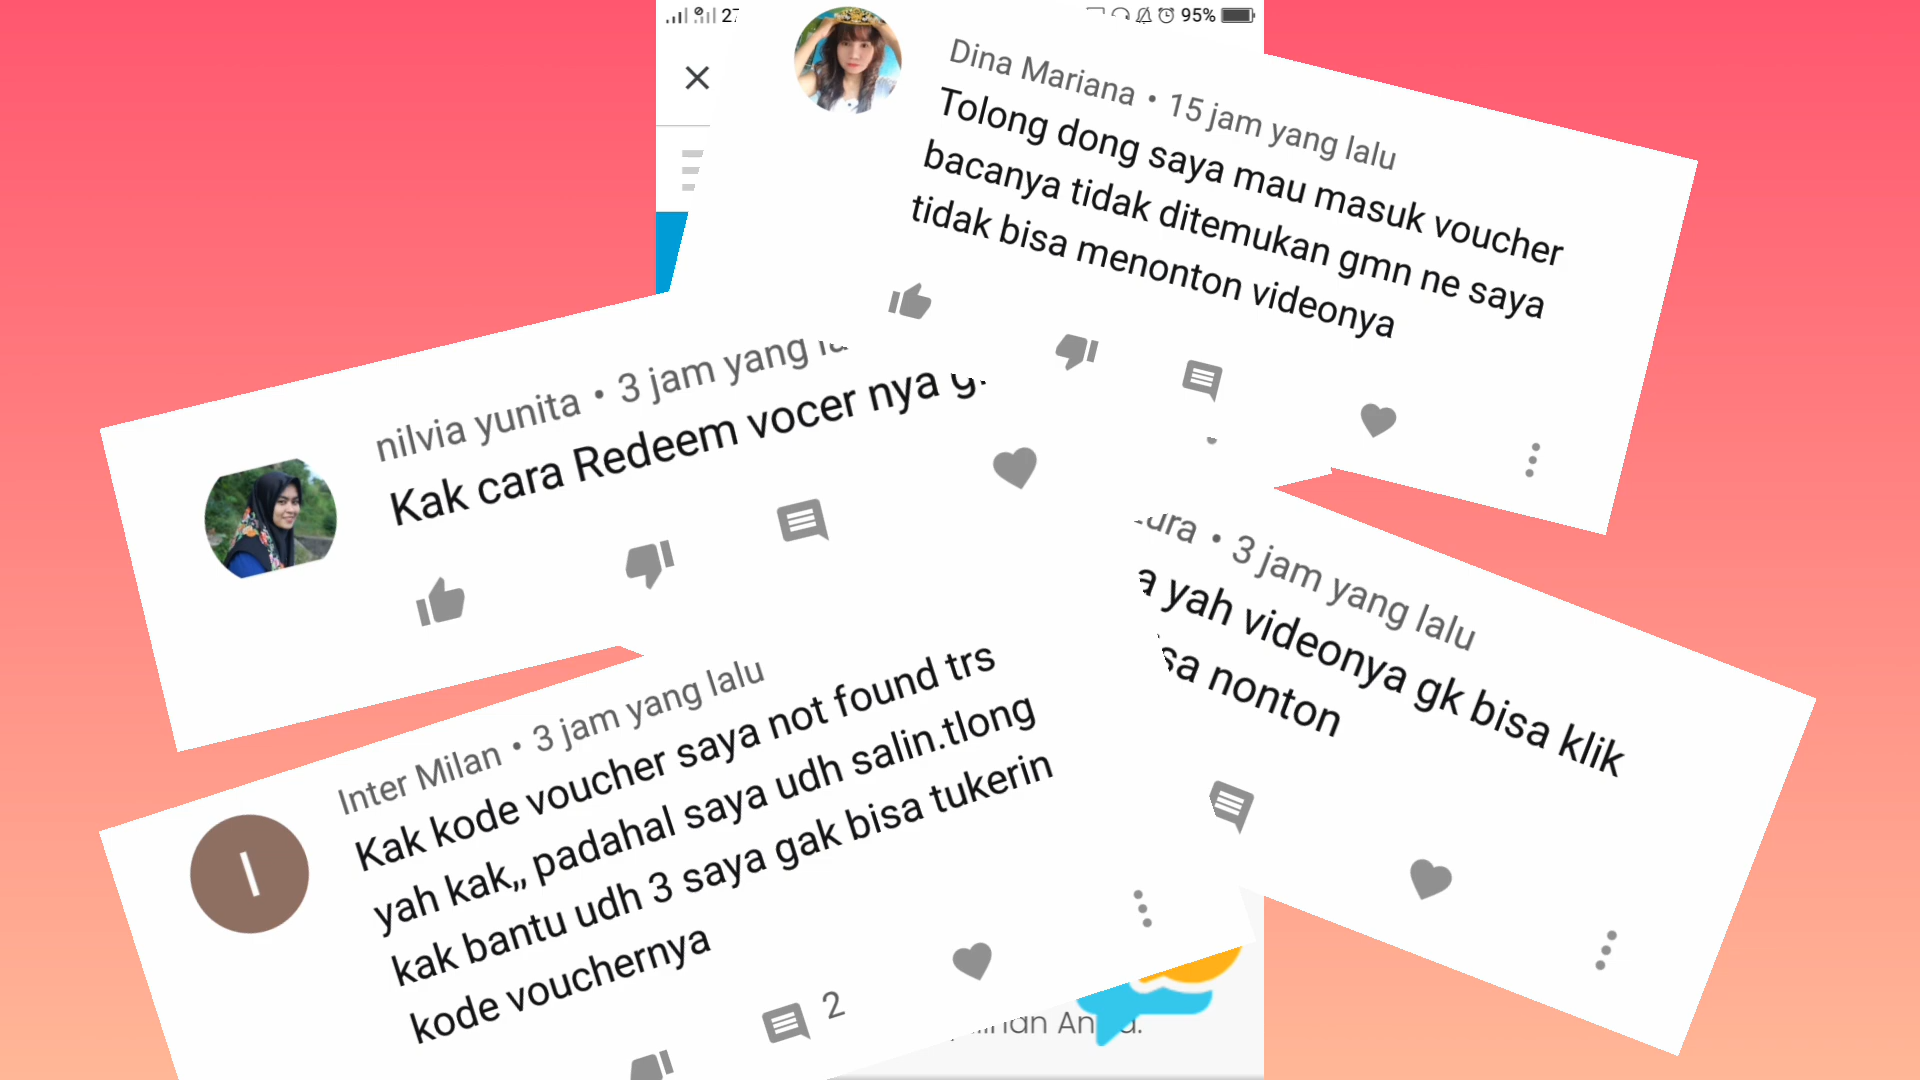 27
95%
Dina Mariana • 15 jam yang lalu
Tolong dong saya mau masuk voucher
bacanya tidak ditemukan gmn ne saya
tidak bisa menonton videonya
nilvia yunita • 3 jam yang
Kak cara Redeem vocer nya
• 3 jam yang lalu
yah videonya gk bisa klik
nonton
Inter Milan • 3 jam yang lalu
I
Kak kode voucher saya not found trs
yah kak,, padahal saya udh salin.tlong
kak bantu udh 3 saya gak bisa tukerin
kode vouchernya
2